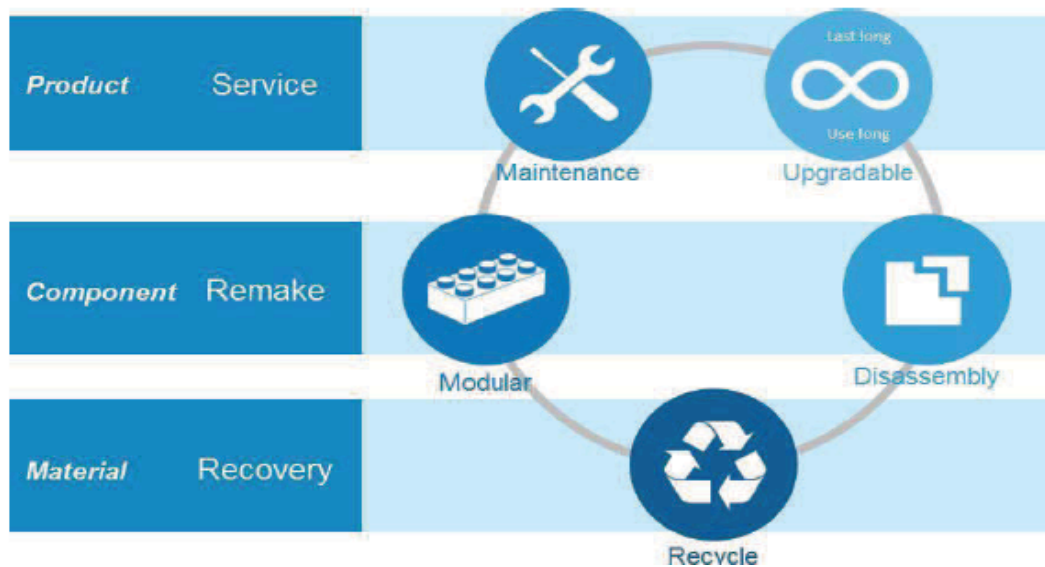 Product Service
Last long
Use long
Maintenance Upgradable
Component Remake
Modular Disassembly
Material Recovery
Recycle